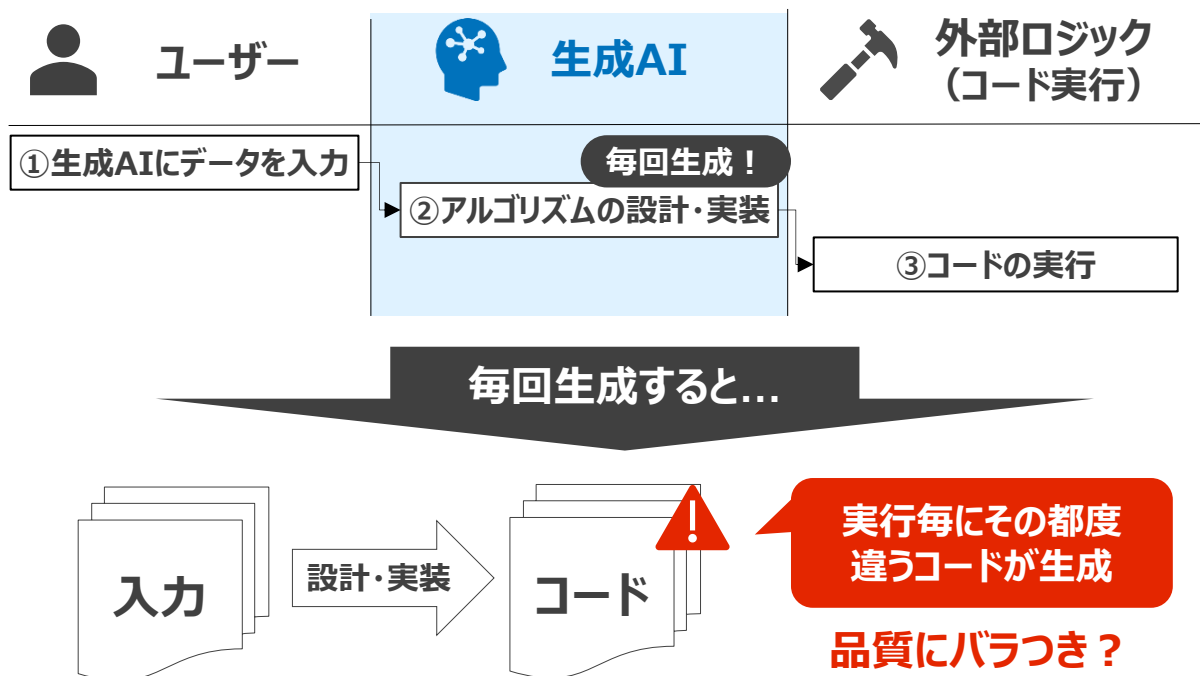 ユーザー
生成AI
外部ロジック
（コード実行）
①生成AIにデータを入力
毎回生成！
②アルゴリズムの設計・実装
③コードの実行
毎回生成すると...
入力
設計・実装
コード
実行毎にその都度
違うコードが生成
品質にバラつき？